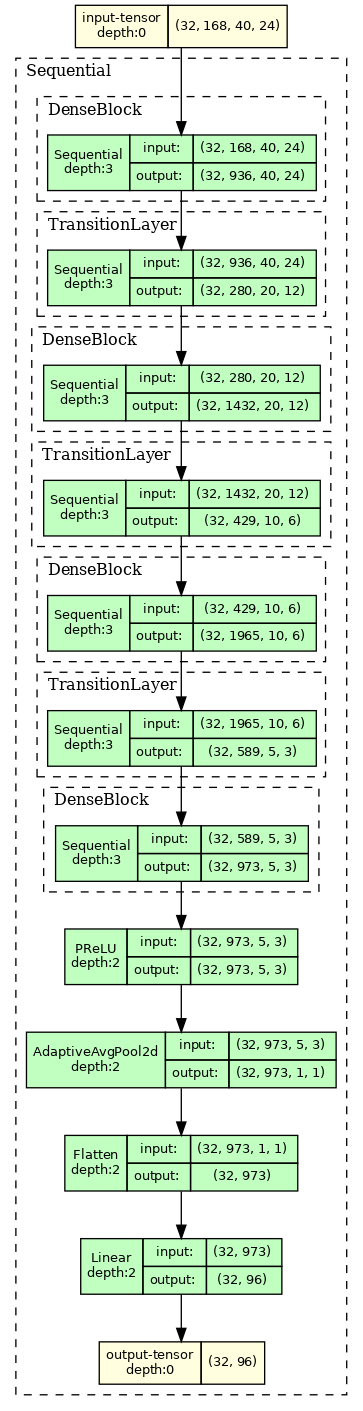 input-tensor
depth:0
(32, 168, 40, 24)
Sequential
DenseBlock
Sequential
depth:3
input:
(32, 168, 40, 24)
output:
(32, 936, 40, 24)
TransitionLayer
Sequential
depth:3
input:
(32, 936, 40, 24)
output:
(32, 280, 20, 12)
DenseBlock
Sequential
depth:3
input:
(32, 280, 20, 12)
output:
(32, 1432, 20, 12)
TransitionLayer
Sequential
depth:3
input:
(32, 1432, 20, 12)
output:
(32, 429, 10, 6)
DenseBlock
Sequential
depth:3
input:
(32, 429, 10, 6)
output:
(32, 1965, 10, 6)
TransitionLayer
Sequential
depth:3
input:
(32, 1965, 10, 6)
output:
(32, 589, 5, 3)
DenseBlock
Sequential
depth:3
input:
(32, 589, 5, 3)
output:
(32, 973, 5, 3)
PReLU
depth:2
input:
(32, 973, 5, 3)
output:
(32, 973, 5, 3)
AdaptiveAvgPool2d
depth:2
input:
(32, 973, 5, 3)
output:
(32, 973, 1, 1)
Flatten
depth:2
input:
(32, 973, 1, 1)
output:
(32, 973)
Linear
depth:2
input:
(32, 973)
output:
(32, 96)
output-tensor
depth:0
(32, 96)